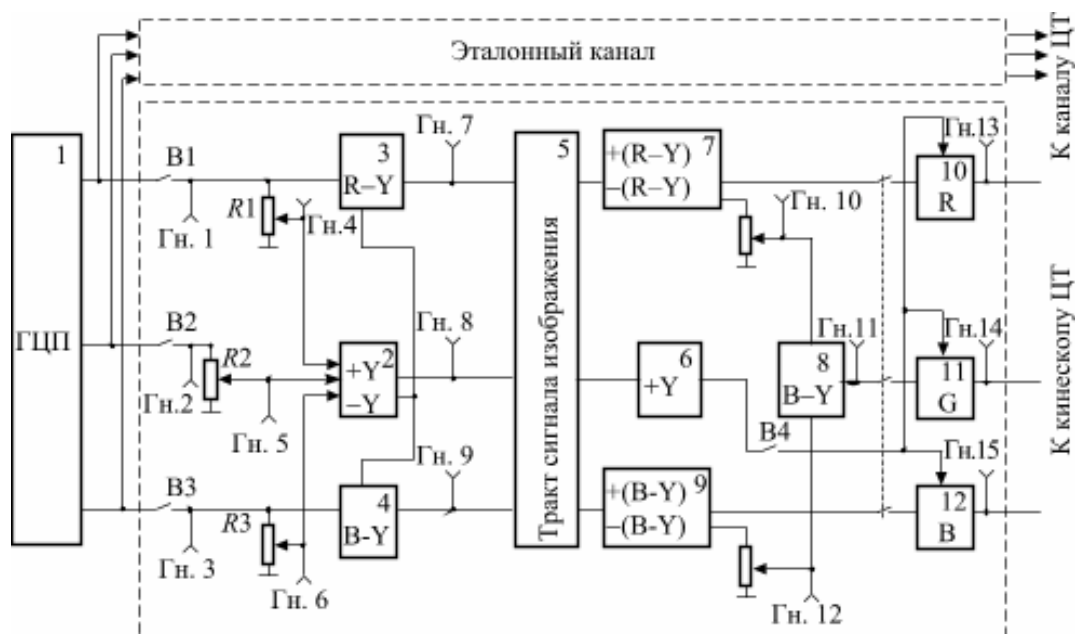 Эталонный канал
К каналу ЦТ
1
ГЦП
В1
Гн. 1
R1
Гн.4
3
R–Y
Гн. 7
5
Тракт сигнала изображения
+(R–Y) 7
–(R–Y)
Гн. 10
Гн.13
10
R
В2
Гн.2
R2
Гн. 5
+Y 2
–Y
Гн. 8
6
+Y
8
B–Y
Гн.11
В4
Гн.14
11
G
К кинескопу ЦТ
В3
Гн. 3
R3
Гн. 6
4
B-Y
Гн. 9
+(B-Y) 9
–(B-Y)
Гн. 12
Гн.15
12
B